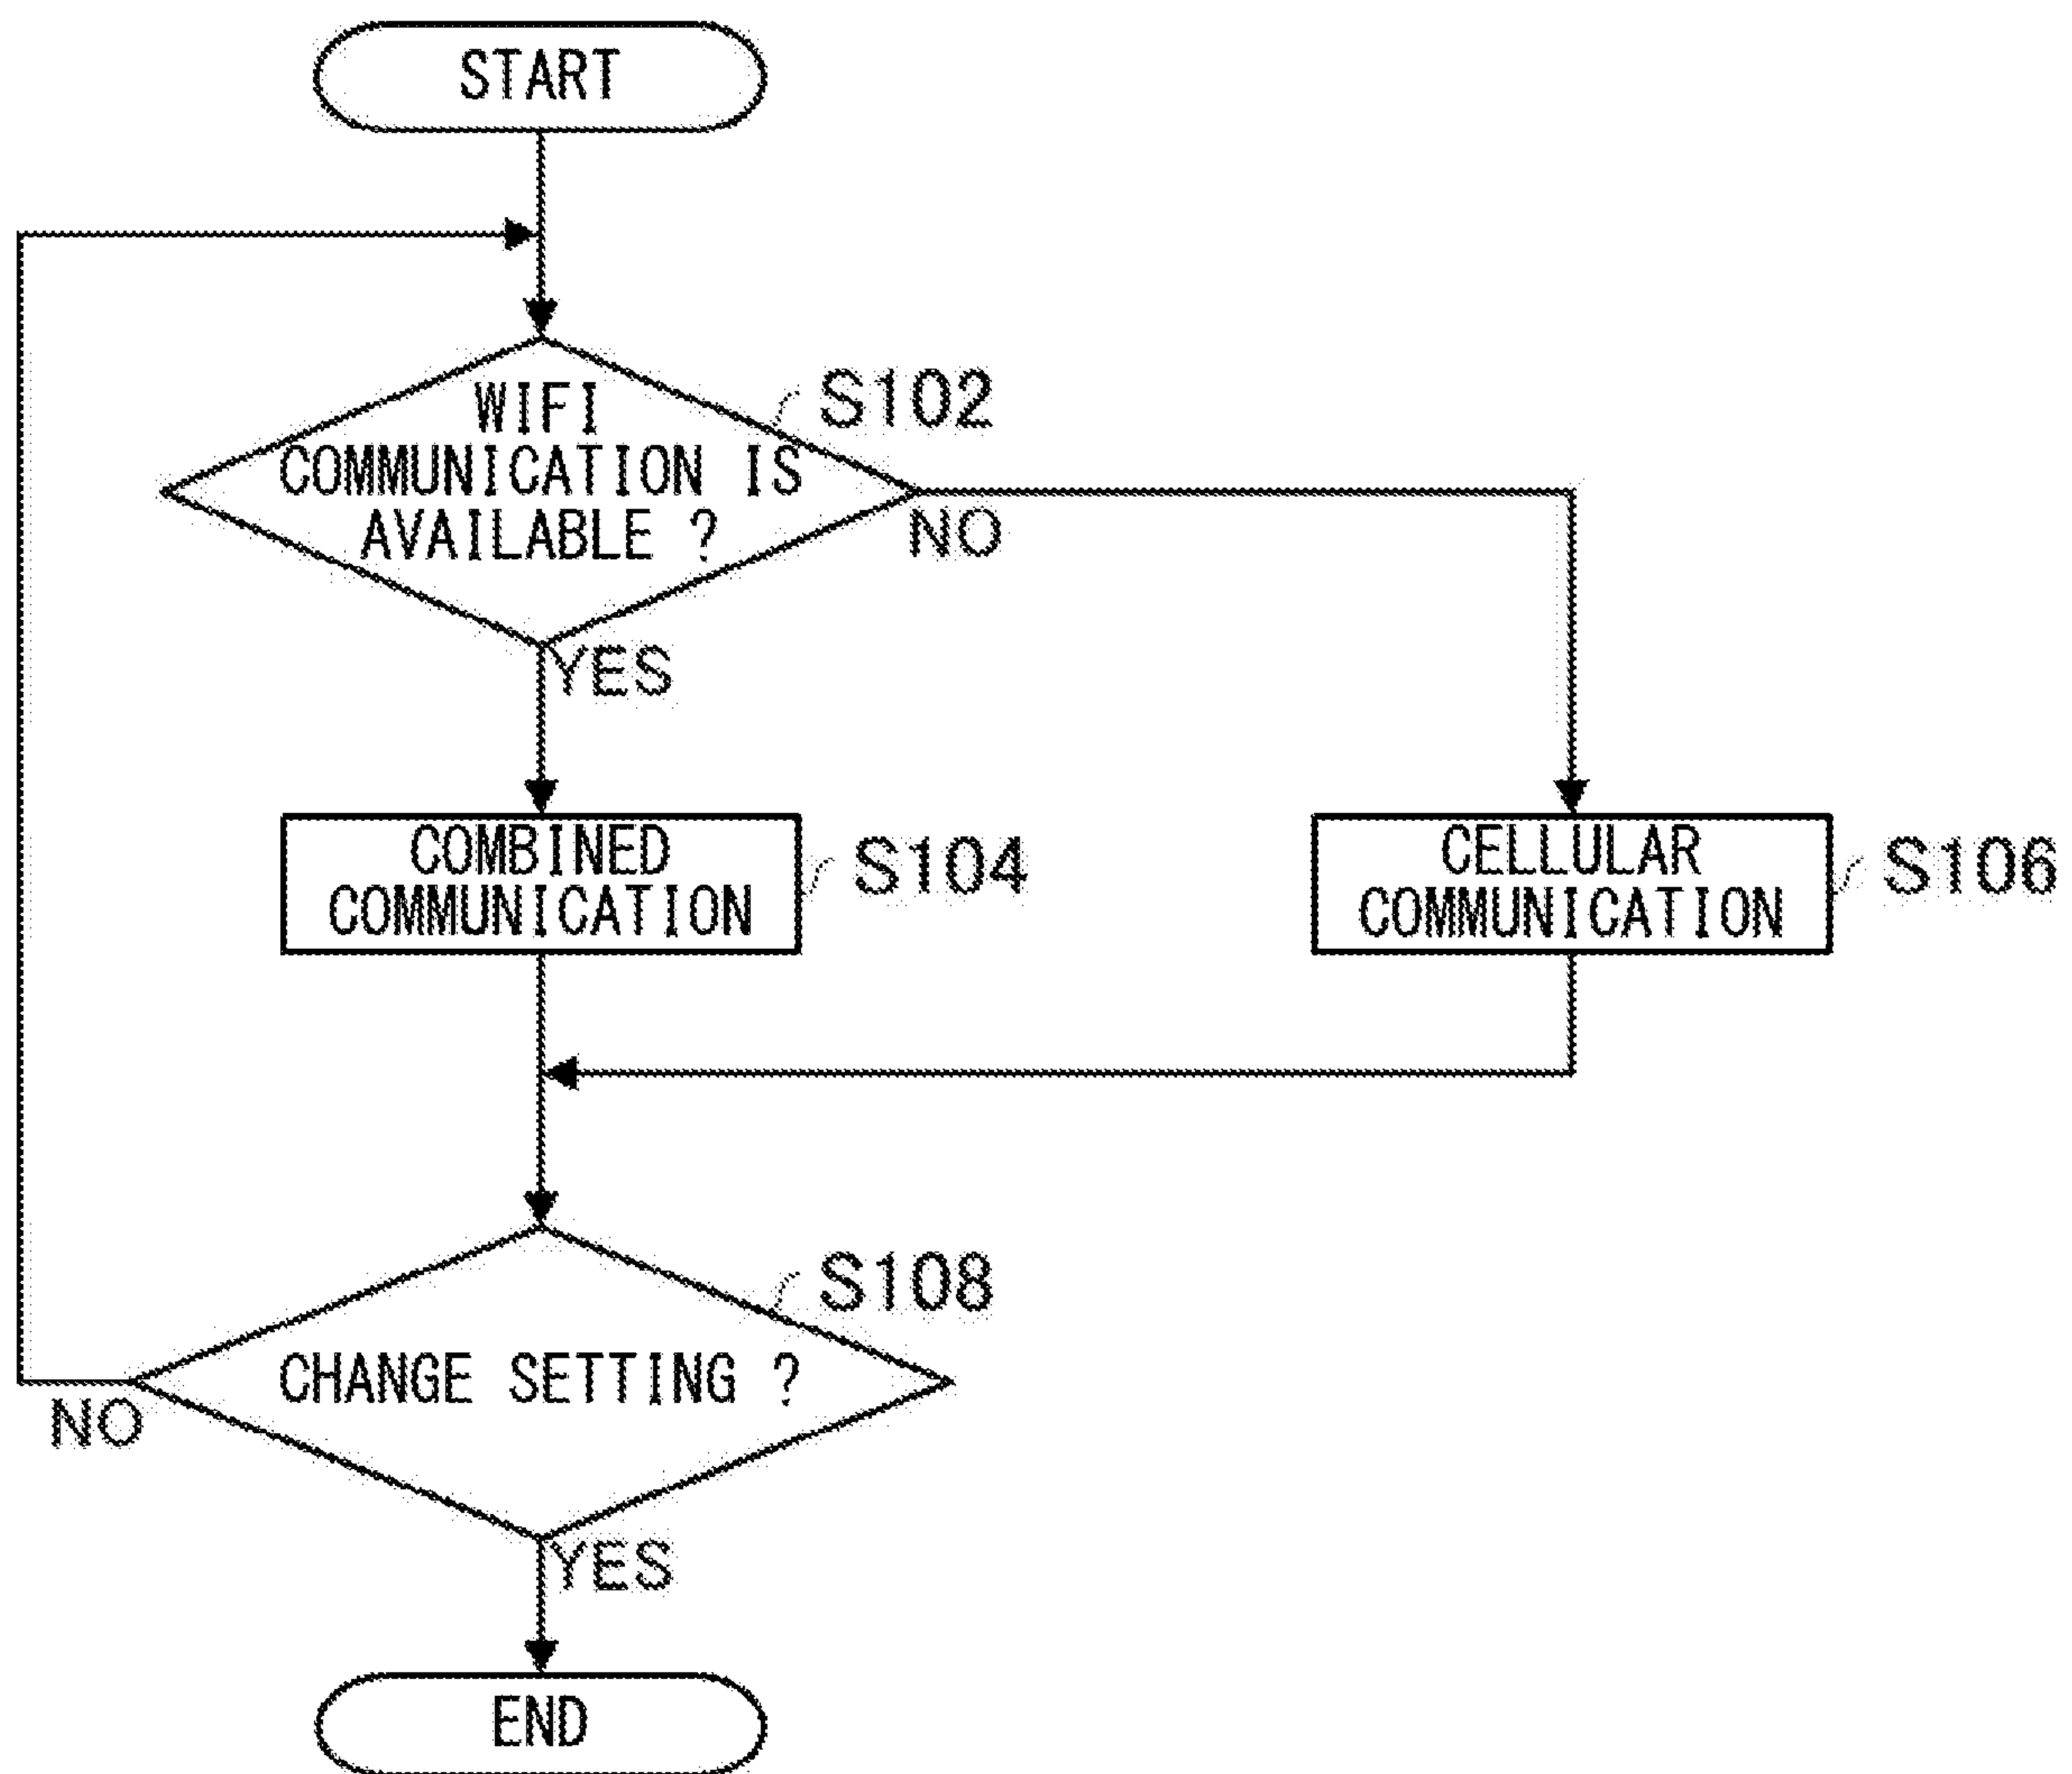 START
WIFI
COMMUNICATION IS
AVAILABLE ?
S102
NO
YES
COMBINED
COMMUNICATION
S104
CELLULAR
COMMUNICATION
S106
S108
CHANGE SETTING ?
NO
YES
END